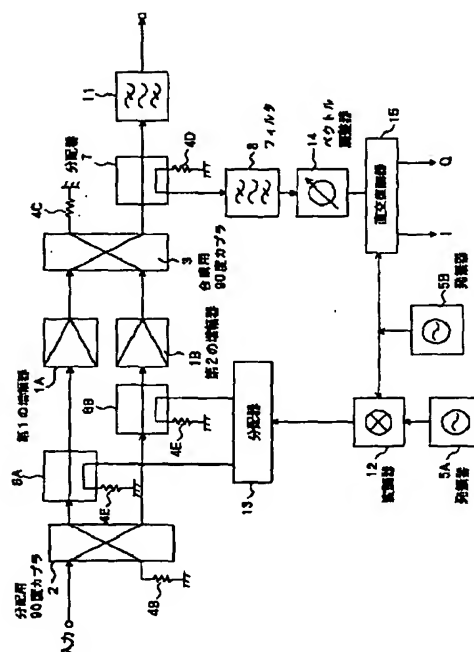 入力
分配用
90度カプラ
2
4B
6A
4E
第1の増幅器
1A
6B
4E
1B
第2の増幅器
3
合成用
90度カプラ
4C
分配器
7
4D
11
8
フィルタ
14
ベクトル
調整器
15
直交復調器
I
Q
13
分配器
12
5A
発振器
5B
発振器